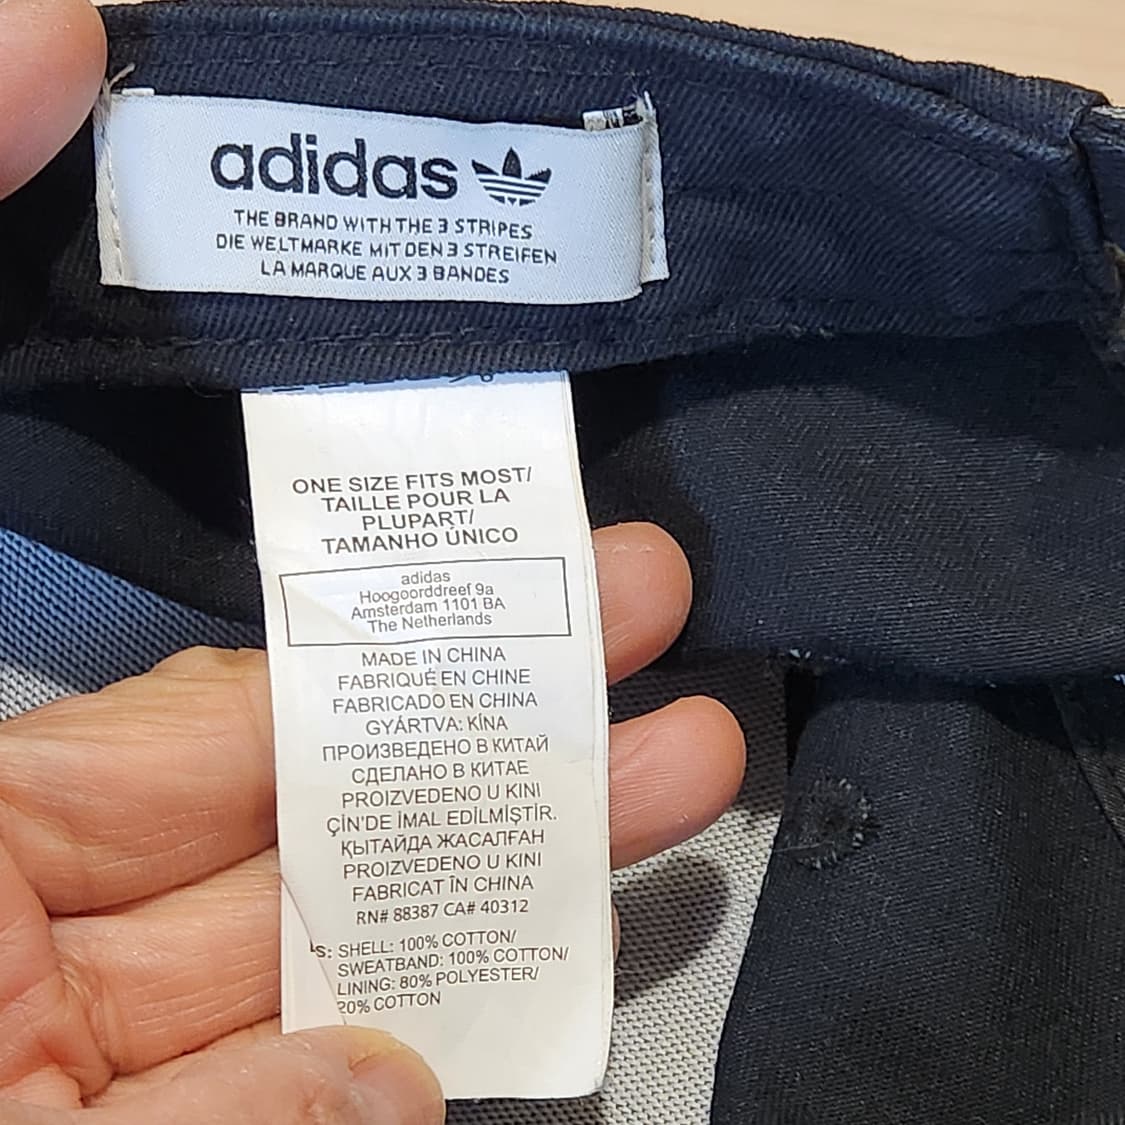 adidas
THE BRAND WITH THE 3 STRIPES
DIE WELTMARKE MIT DEN 3 STREIFEN
LA MARQUE AUX 3 BANDES
ONE SIZE FITS MOST/
TAILLE POUR LA
PLUPART/
TAMANHO ÚNICO
adidas
Hoogoorddreef 9a
Amsterdam 1101 BA
The Netherlands
MADE IN CHINA
FABRIQUÉ EN CHINE
FABRICADO EN CHINA
GYÁRTVA: KÍNA
ПРОИЗВЕДЕНО В КИТАЙ
СДЕЛАНО В КИТАЕ
PROIZVEDENO U KINI
ÇİN'DE İMAL EDİLMİŞTİR.
ҚЫТАЙДА ЖАСАЛҒАН
PROIZVEDENO U KINI
FABRICAT ÎN CHINA
RN# 88387 CA# 40312
S: SHELL: 100% COTTON/
SWEATBAND: 100% COTTON/
LINING: 80% POLYESTER/
20% COTTON